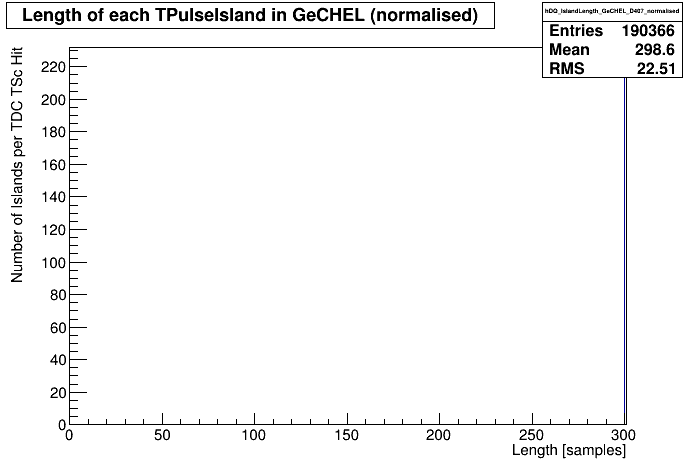 Length of each TPulseIsland in GeCHEL (normalised)
hDQ_IslandLength_GeCHEL_D407_normalised
Entries 190366
Mean 298.6
RMS 22.51
Number of Islands per TDC TSc Hit
220
200
180
160
140
120
100
80
60
40
20
0
0 50 100 150 200 250 300
Length [samples]